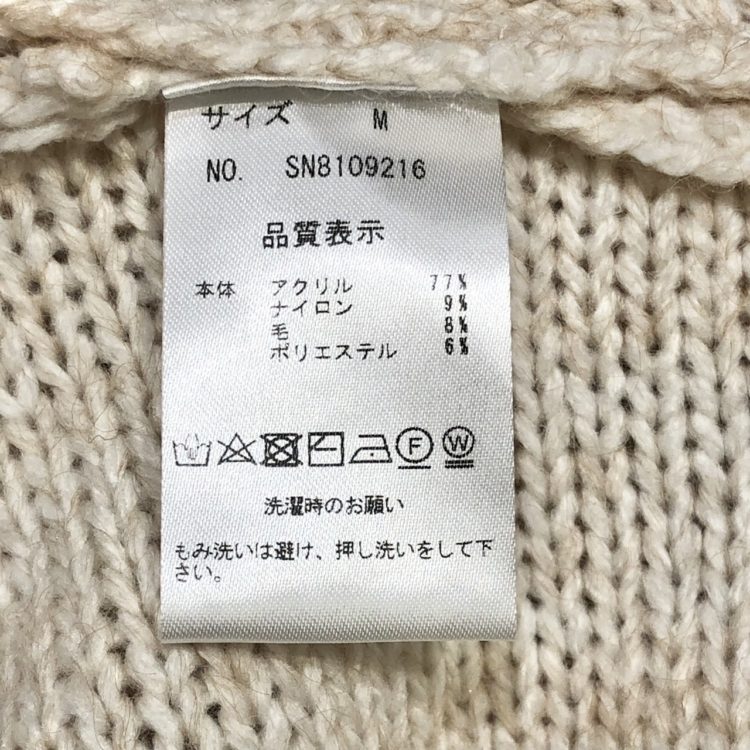 サイズ M
NO. SN8109216
品質表示
本体 アクリル 77%
ナイロン 9%
毛 8%
ポリエステル 6%
F W
洗濯時のお願い
もみ洗いは避け、押し洗いをして下
さい。